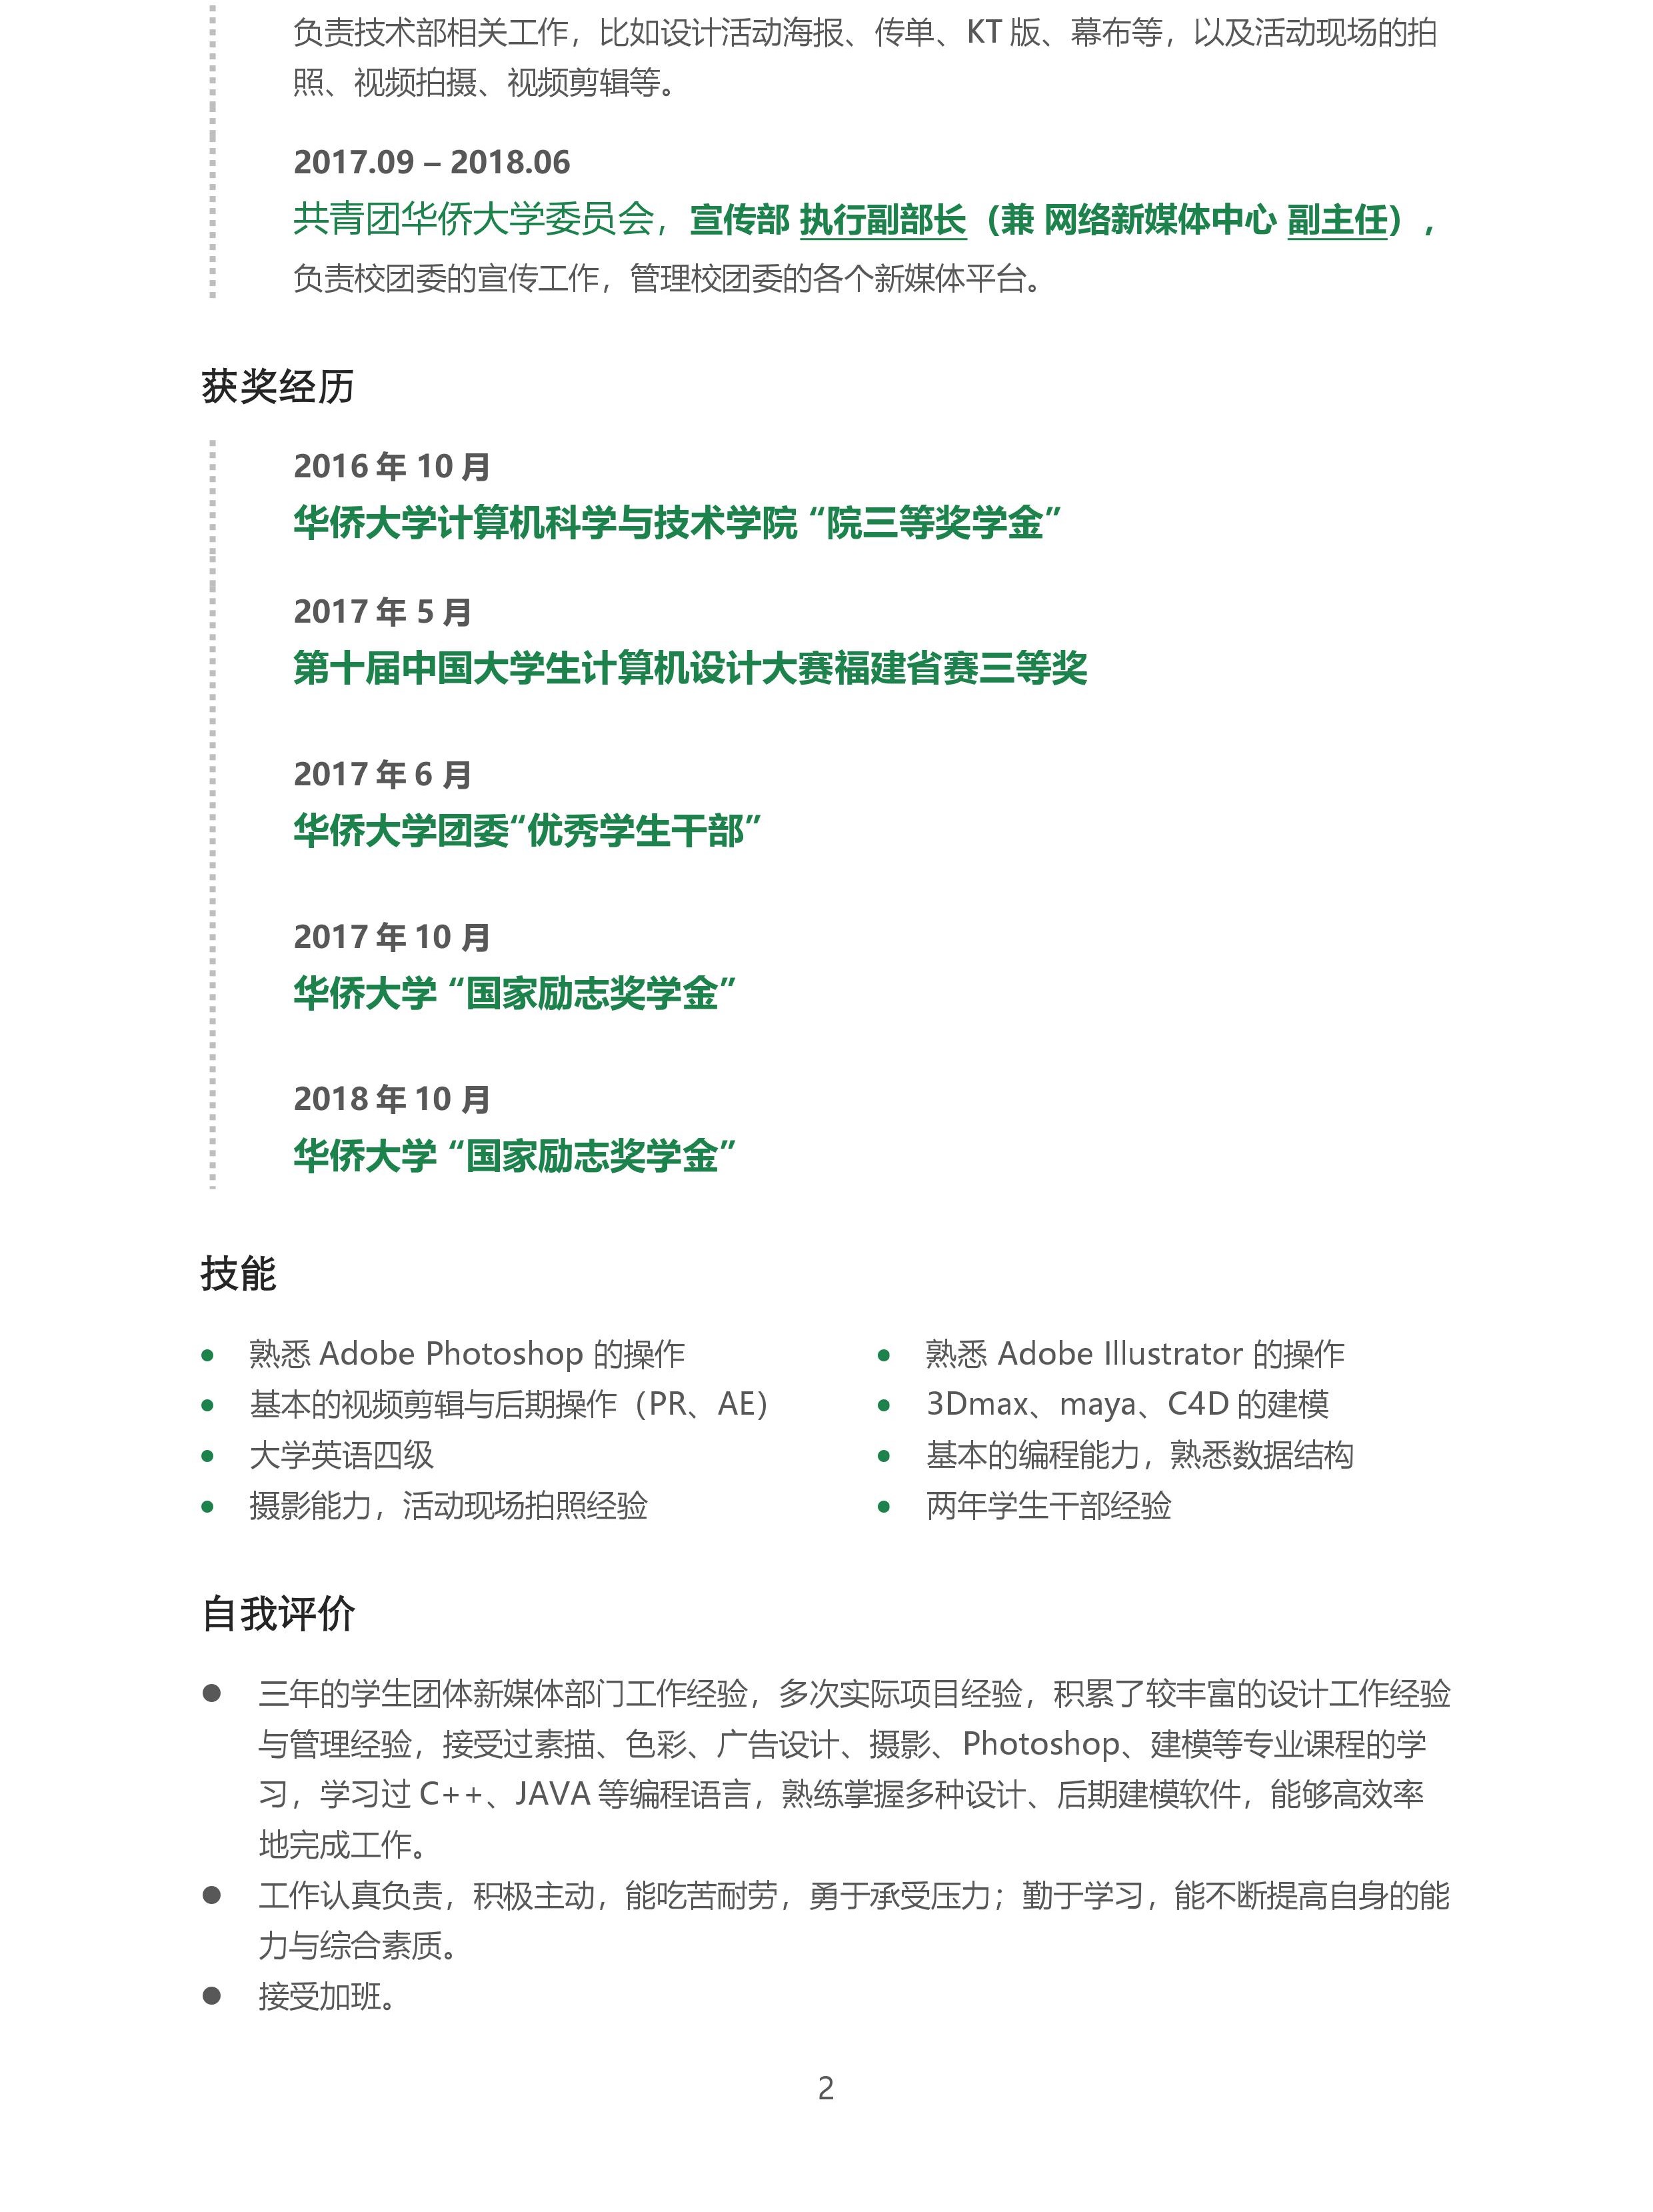 负责技术部相关工作，比如设计活动海报、传单、KT 版、幕布等，以及活动现场的拍
照、视频拍摄、视频剪辑等。
2017.09 – 2018.06
共青团华侨大学委员会，宣传部 执行副部长（兼 网络新媒体中心 副主任），
负责校团委的宣传工作，管理校团委的各个新媒体平台。
获奖经历
2016 年 10 月
华侨大学计算机科学与技术学院 “院三等奖学金”
2017 年 5 月
第十届中国大学生计算机设计大赛福建省赛三等奖
2017 年 6 月
华侨大学团委“优秀学生干部”
2017 年 10 月
华侨大学 “国家励志奖学金”
2018 年 10 月
华侨大学 “国家励志奖学金”
技能
● 熟悉 Adobe Photoshop 的操作
● 基本的视频剪辑与后期操作（PR、AE）
● 大学英语四级
● 摄影能力，活动现场拍照经验
● 熟悉 Adobe Illustrator 的操作
● 3Dmax、maya、C4D 的建模
● 基本的编程能力，熟悉数据结构
● 两年学生干部经验
自我评价
● 三年的学生团体新媒体部门工作经验，多次实际项目经验，积累了较丰富的设计工作经验
与管理经验，接受过素描、色彩、广告设计、摄影、Photoshop、建模等专业课程的学
习，学习过 C++、JAVA 等编程语言，熟练掌握多种设计、后期建模软件，能够高效率
地完成工作。
● 工作认真负责，积极主动，能吃苦耐劳，勇于承受压力；勤于学习，能不断提高自身的能
力与综合素质。
● 接受加班。
2